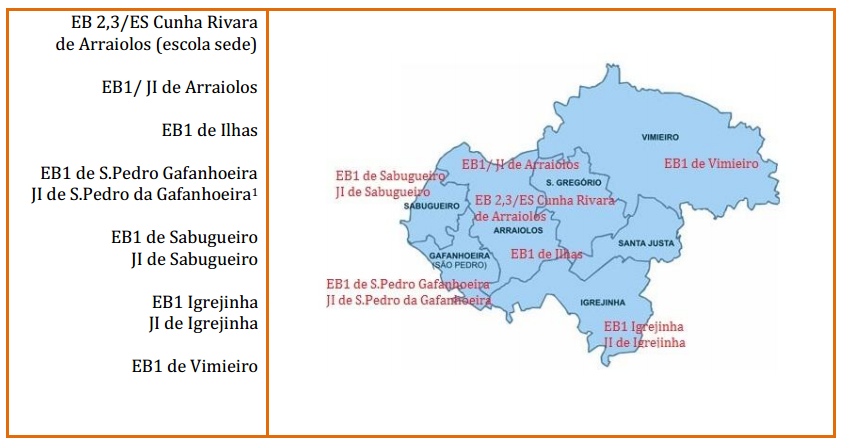 EB 2,3/ES Cunha Rivara
de Arraiolos (escola sede)
EB1/ JI de Arraiolos
EB1 de Ilhas
EB1 de S.Pedro Gafanhoeira
JI de S.Pedro da Gafanhoeira¹
EB1 de Sabugueiro
JI de Sabugueiro
EB1 Igrejinha
JI de Igrejinha
EB1 de Vimieiro
VIMIEIRO
EB1 de Vimieiro
EB1/ JI de Arraiolos
EB1 de Sabugueiro
JI de Sabugueiro
S. GREGÓRIO
EB 2,3/ES Cunha Rivara
de Arraiolos
SABUGUEIRO
ARRAIOLOS
SANTA JUSTA
GAFANHOEIRA
(SÃO PEDRO)
EB1 de Ilhas
EB1 de S.Pedro Gafanhoeira
JI de S.Pedro da Gafanhoeira
IGREJINHA
EB1 Igrejinha
JI de Igrejinha